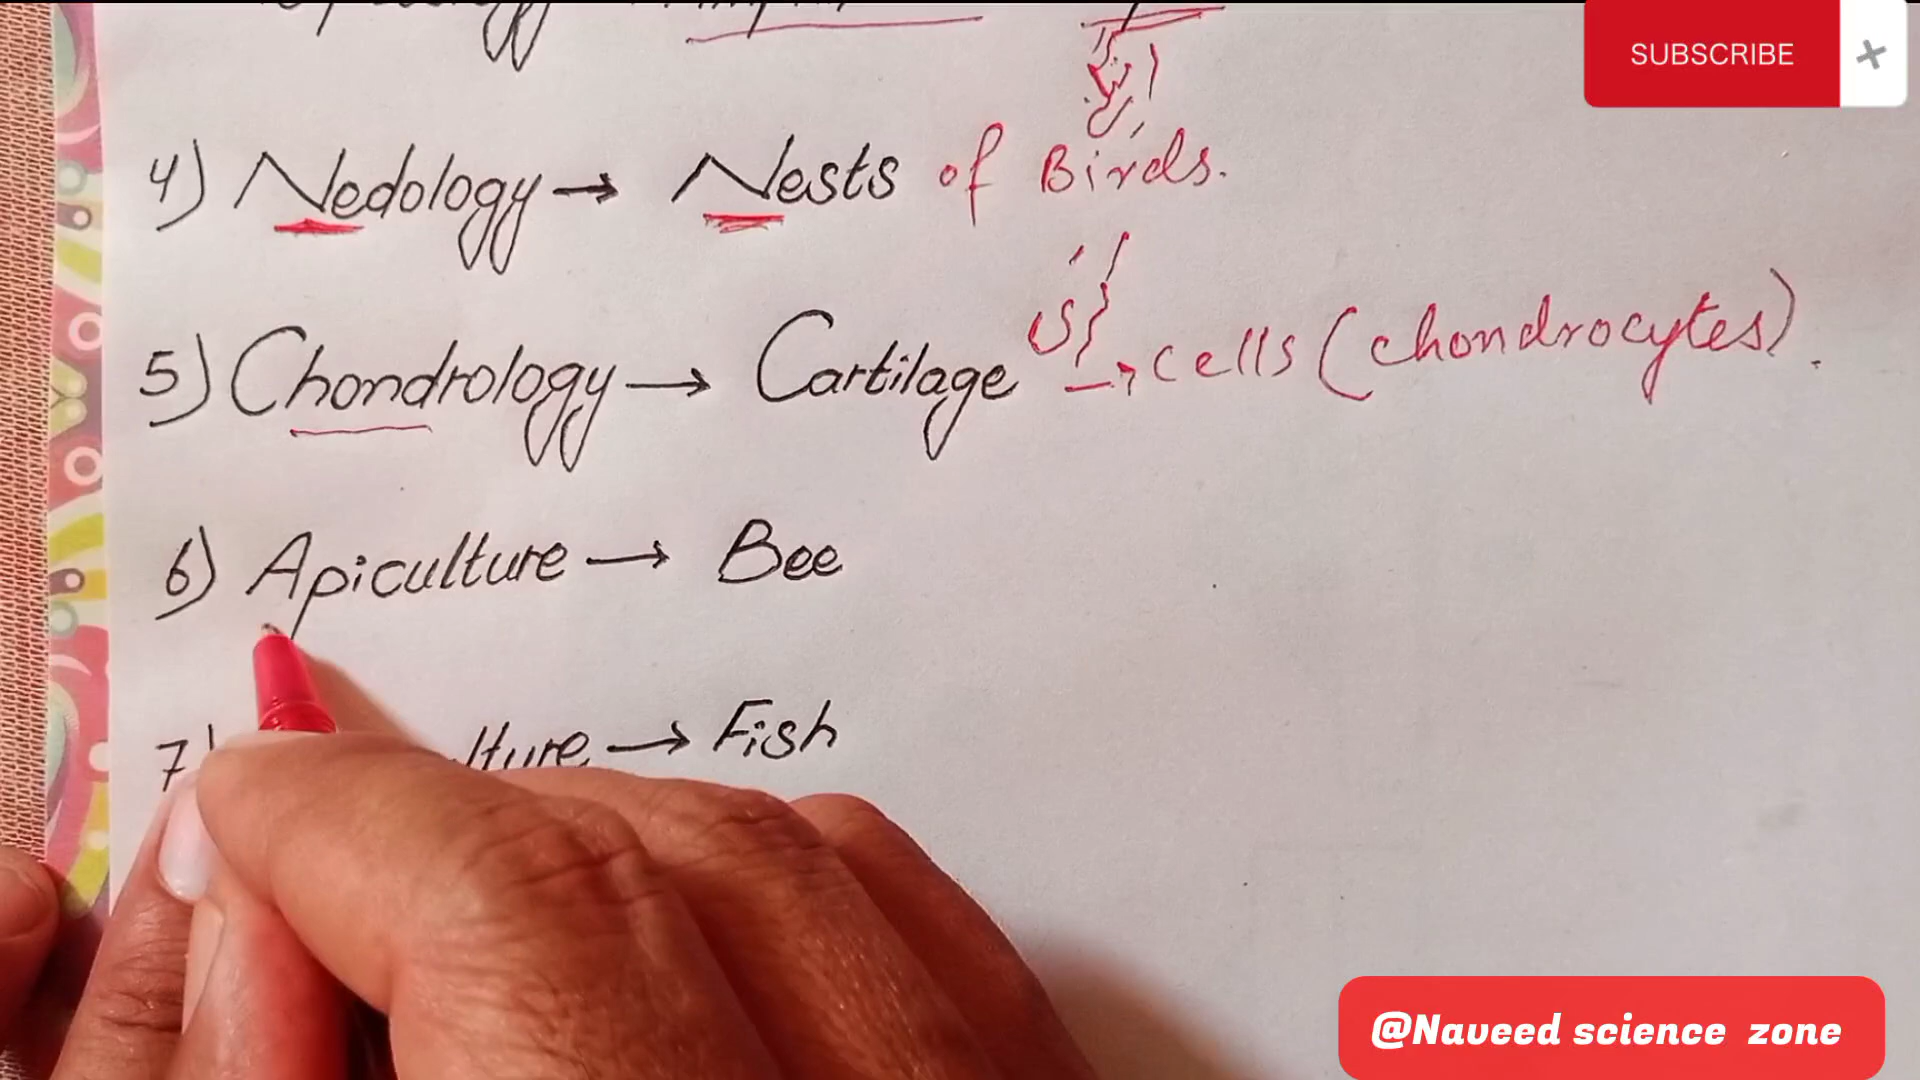 SUBSCRIBE
4) Nedology → Nests of Birds.
5) Chondrology → Cartilage → cells (chondrocytes).
6) Apiculture → Bee
7) lture → Fish
@Naveed science zone